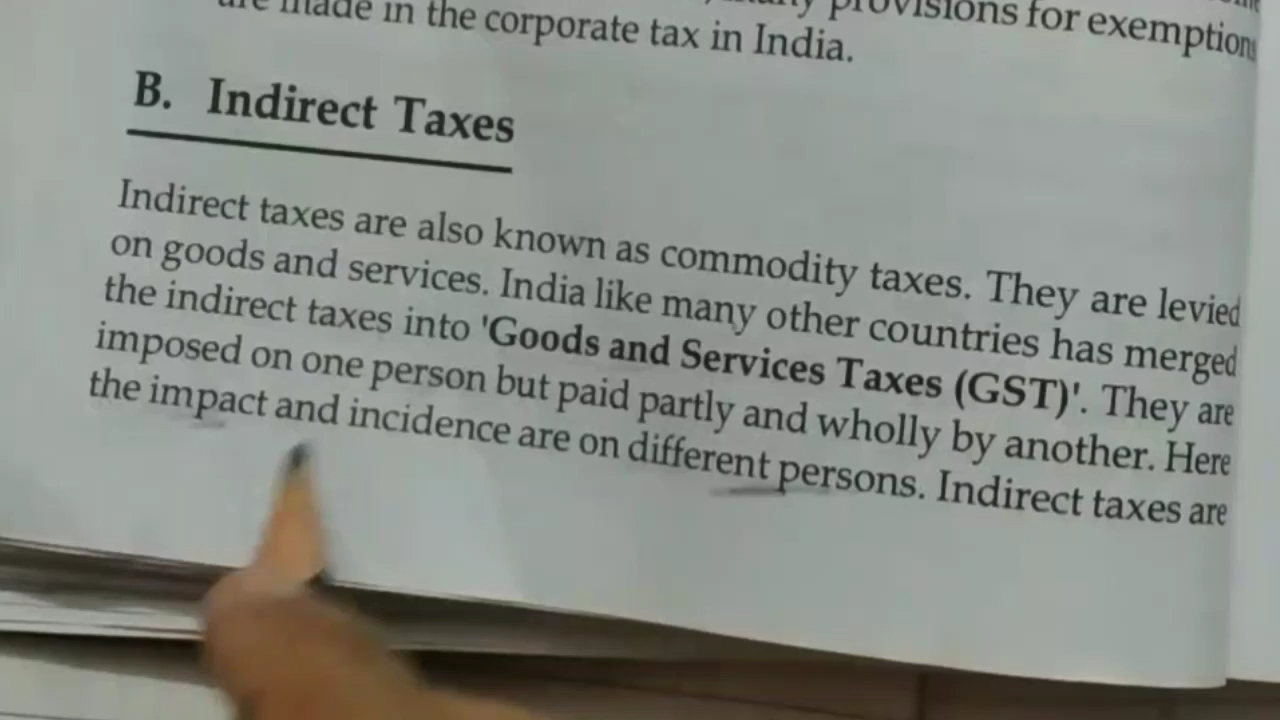 are made in the corporate tax in India. many provisions for exemptions
B. Indirect Taxes
Indirect taxes are also known as commodity taxes. They are levied
on goods and services. India like many other countries has merged
the indirect taxes into 'Goods and Services Taxes (GST)'. They are
imposed on one person but paid partly and wholly by another. Here
the impact and incidence are on different persons. Indirect taxes are